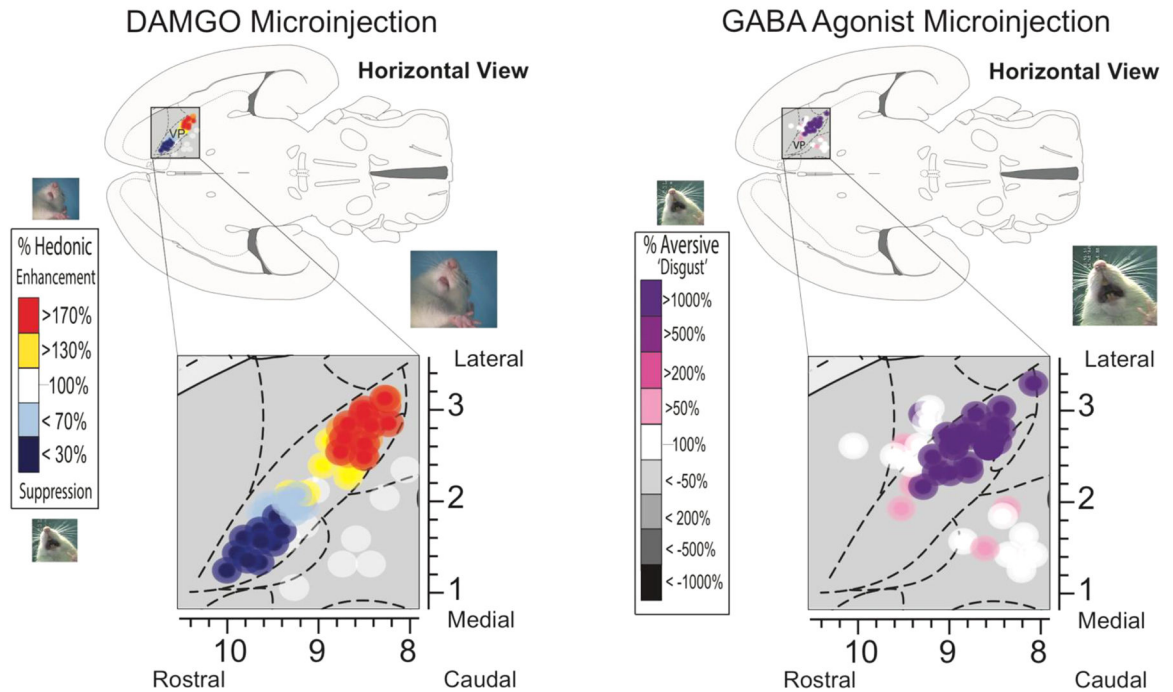 DAMGO Microinjection
Horizontal View
VP
% Hedonic
Enhancement
>170%
>130%
100%
< 70%
< 30%
Suppression
Lateral
3
2
1
Medial
10
9
8
Rostral
Caudal
GABA Agonist Microinjection
Horizontal View
VP
% Aversive
'Disgust'
>1000%
>500%
>200%
>50%
100%
< -50%
< 200%
< -500%
< -1000%
Lateral
3
2
1
Medial
10
9
8
Rostral
Caudal